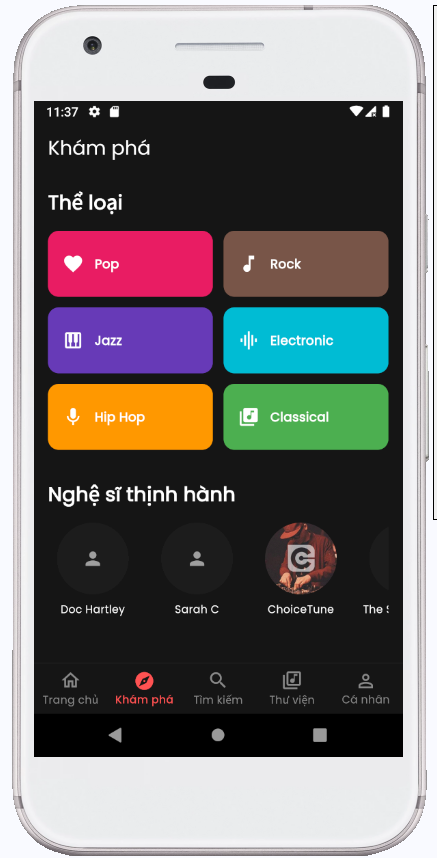 11:37
Khám phá
Thể loại
Pop
Rock
Jazz
Electronic
Hip Hop
Classical
Nghệ sĩ thịnh hành
Doc Hartley
Sarah C
ChoiceTune
The S
Trang chủ
Khám phá
Tìm kiếm
Thư viện
Cá nhân